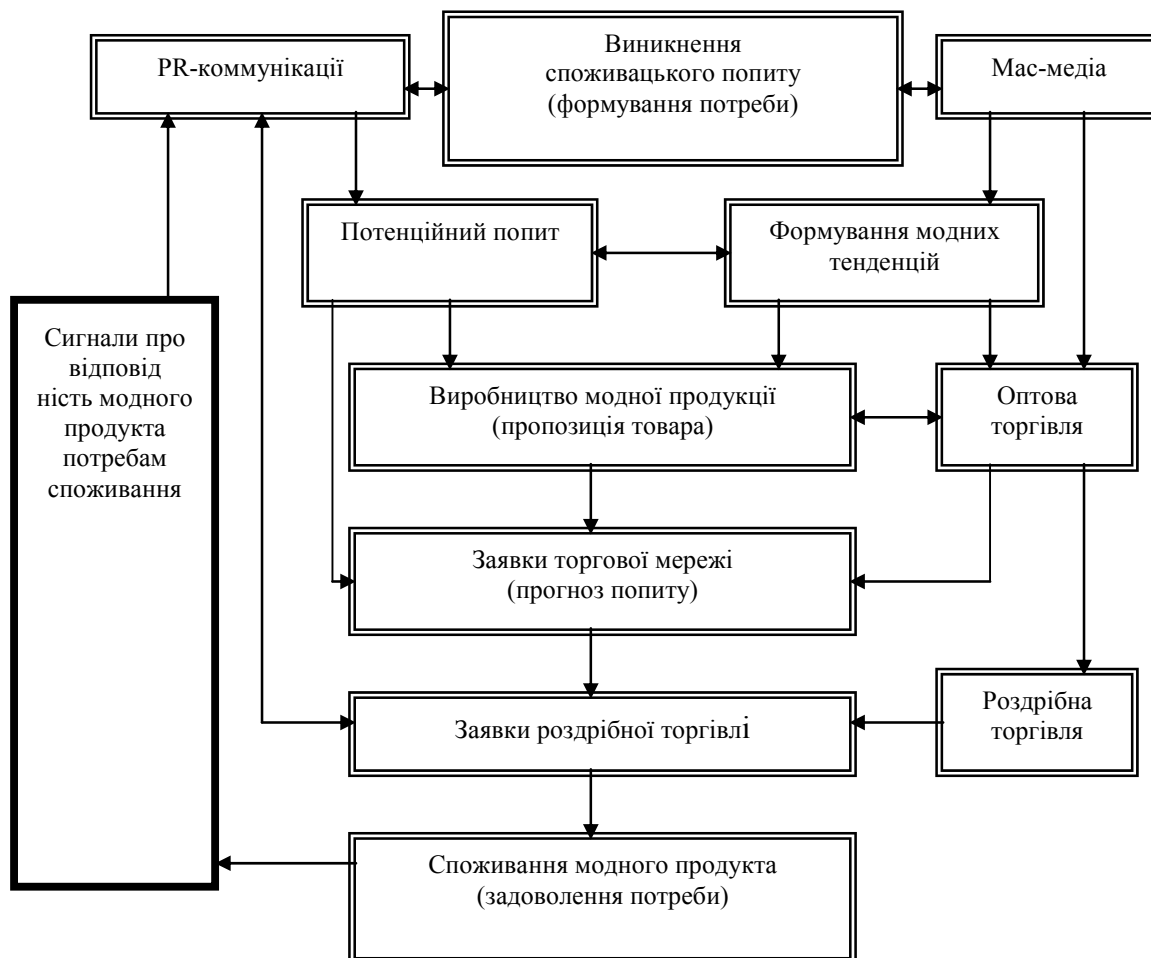 PR-коммунікації
Виникнення
споживацького попиту
(формування потреби)
Мас-медіа
Потенційний попит
Формування модних
тенденцій
Сигнали про
відповід
ність модного
продукта
потребам
споживання
Виробництво модної продукції
(пропозиція товара)
Оптова
торгівля
Заявки торгової мережі
(прогноз попиту)
Заявки роздрібної торгівлі
Роздрібна
торгівля
Споживання модного продукта
(задоволення потреби)